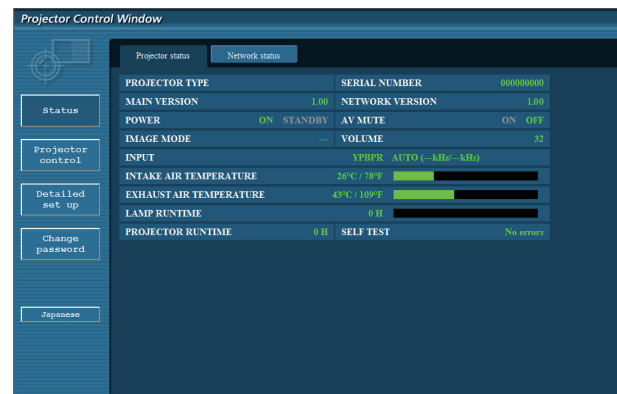 Projector Control Window
Projector status Network status
PROJECTOR TYPE SERIAL NUMBER 000000000
MAIN VERSION 1.00 NETWORK VERSION 1.00
POWER ON STANDBY AV MUTE ON OFF
IMAGE MODE — VOLUME 32
INPUT YPBPR AUTO (—kHz/—kHz)
INTAKE AIR TEMPERATURE 26°C / 78°F
EXHAUST AIR TEMPERATURE 43°C / 109°F
LAMP RUNTIME 0 H
PROJECTOR RUNTIME 0 H SELF TEST No errors
Status
Projector
control
Detailed
set up
Change
password
Japanese